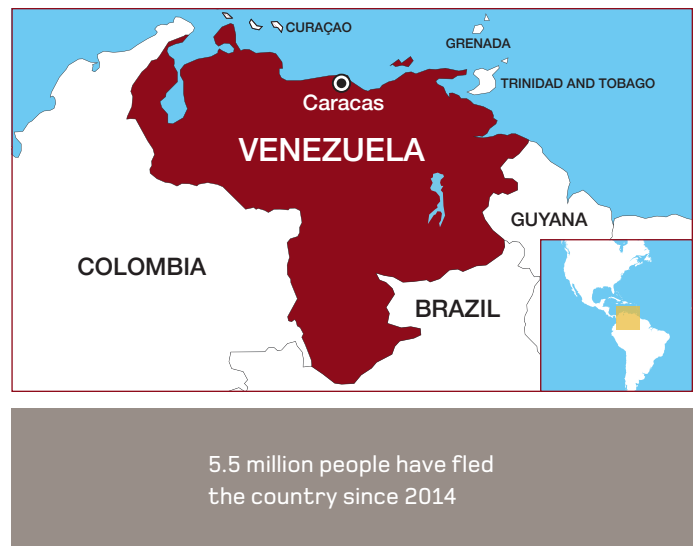 CURAÇAO
GRENADA
TRINIDAD AND TOBAGO
Caracas
VENEZUELA
GUYANA
COLOMBIA
BRAZIL
5.5 million people have fled
the country since 2014